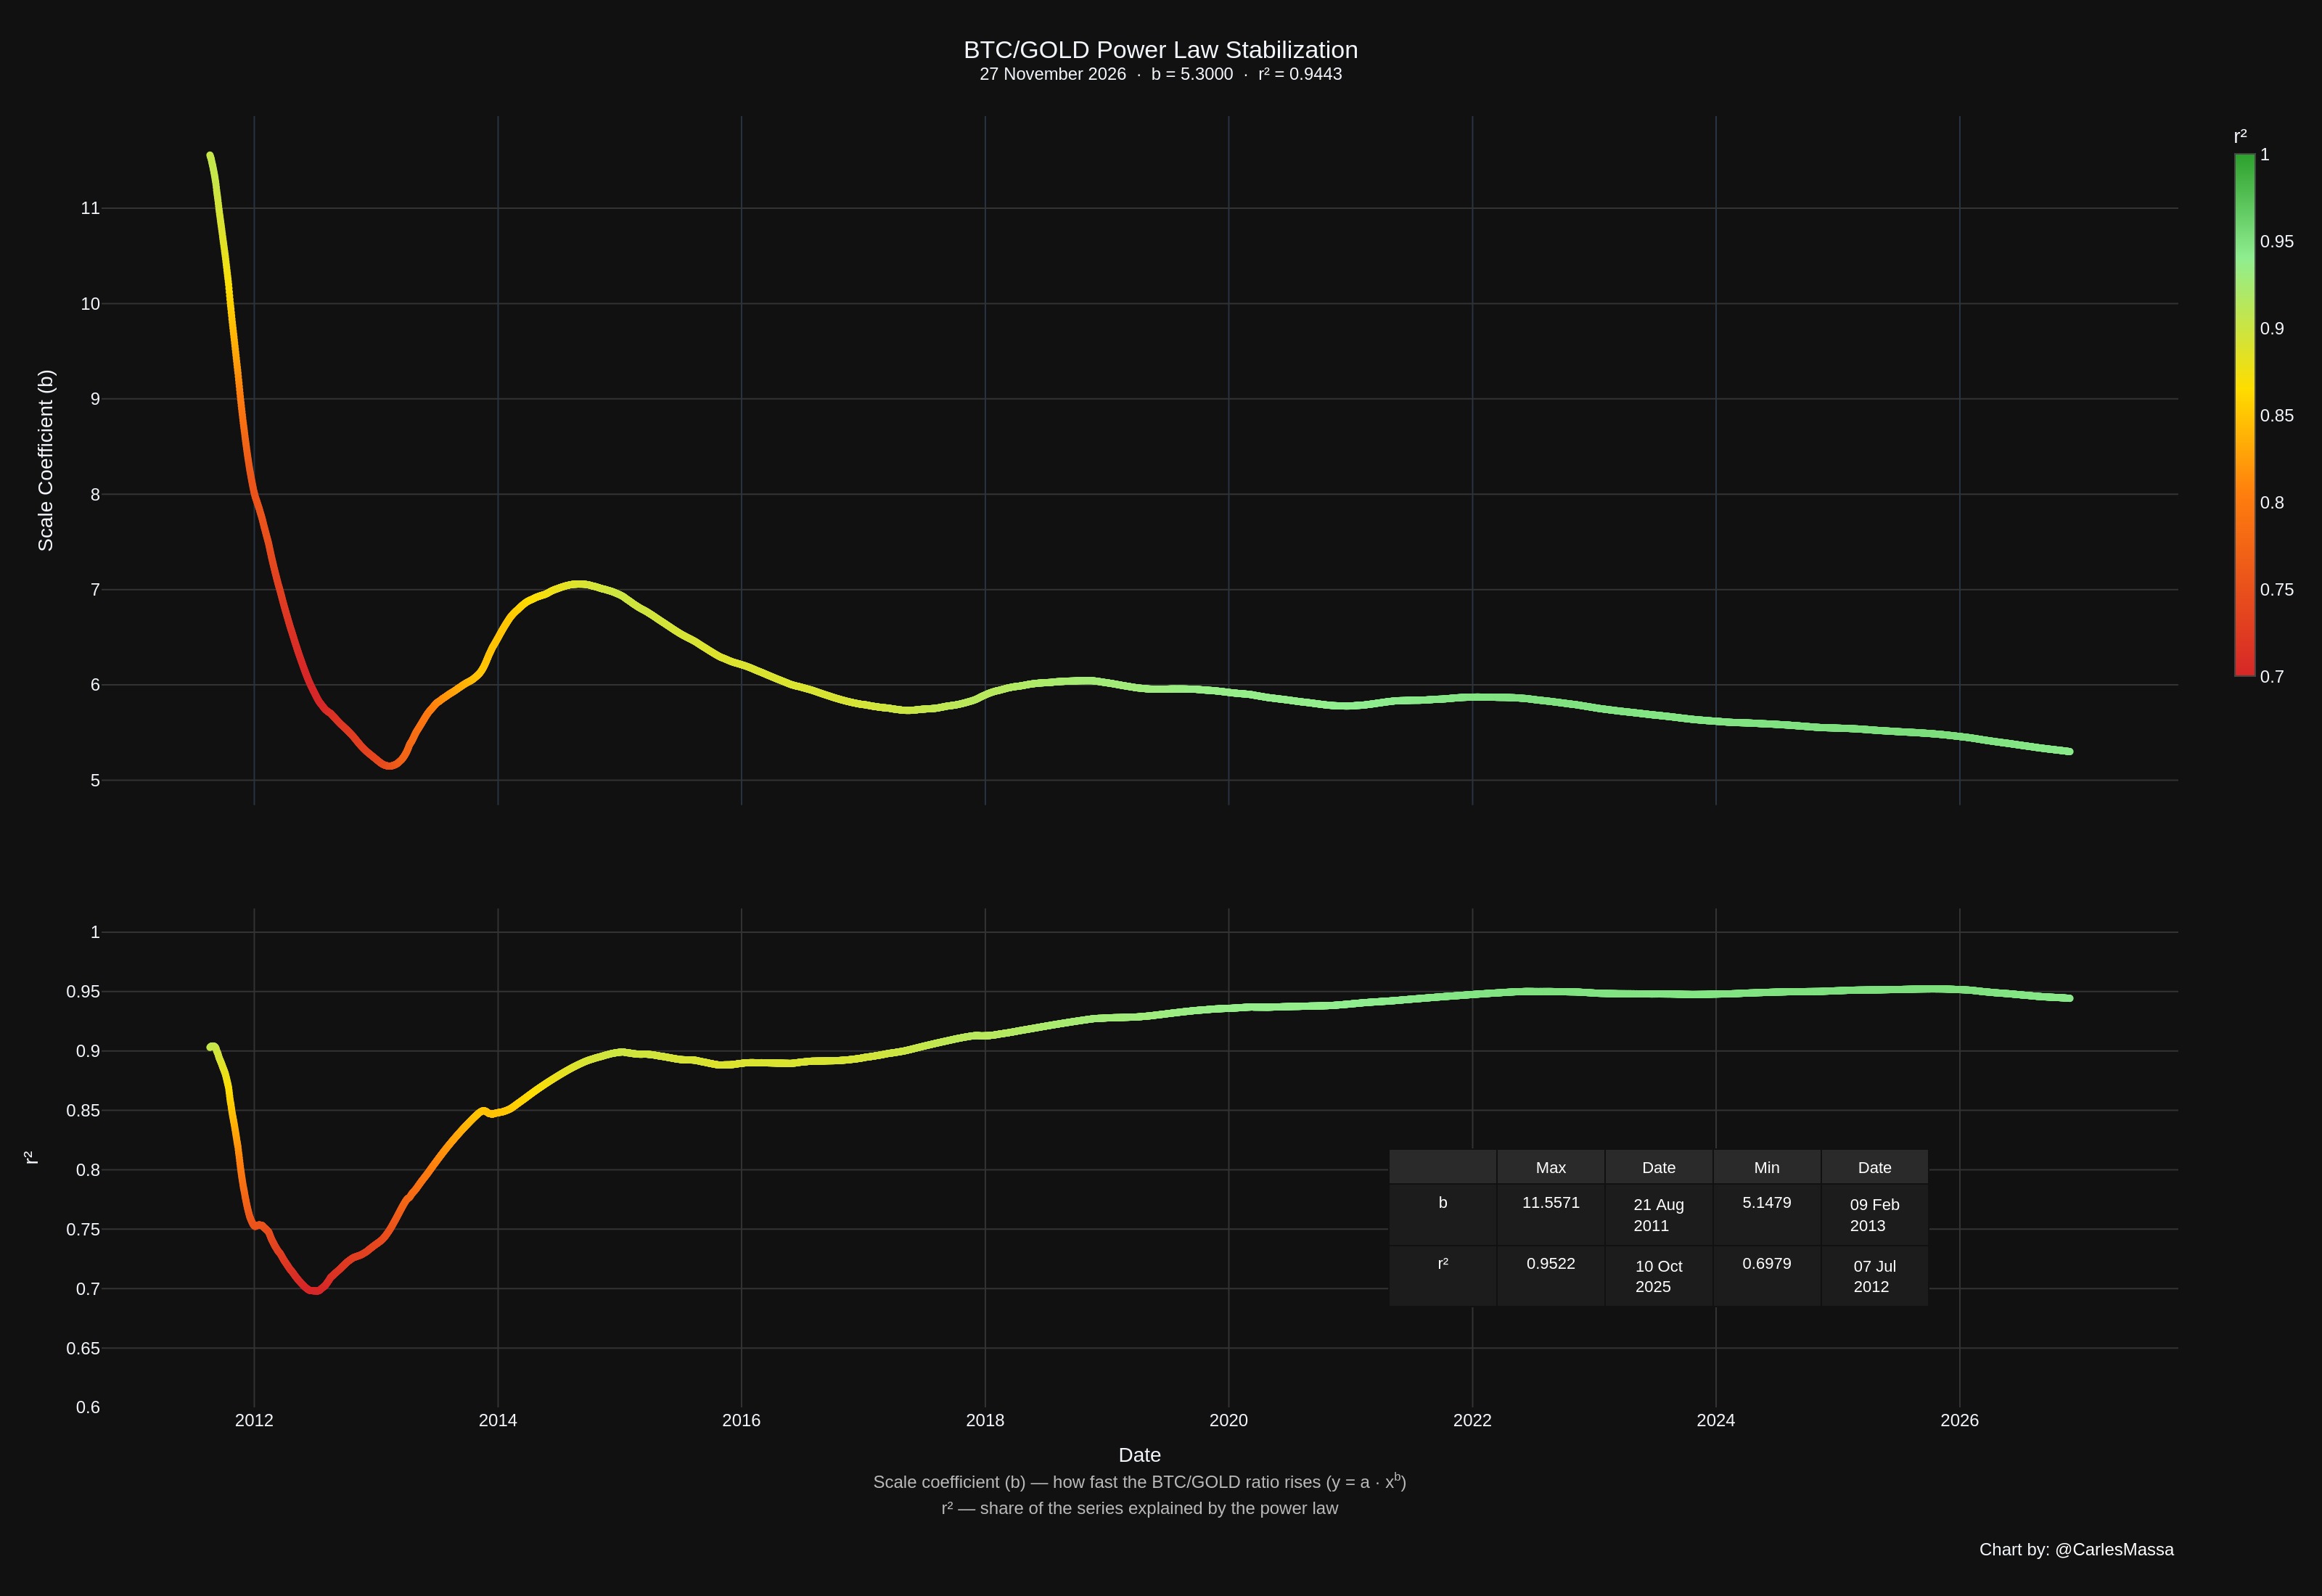 BTC/GOLD Power Law Stabilization
27 November 2026 · b = 5.3000 · r² = 0.9443
r²
1
0.95
0.9
0.85
0.8
0.75
0.7
Scale Coefficient (b)
11
10
9
8
7
6
5
r²
1
0.95
0.9
0.85
0.8
0.75
0.7
0.65
0.6
Max Date Min Date
b 11.5571 21 Aug 2011 5.1479 09 Feb 2013
r² 0.9522 10 Oct 2025 0.6979 07 Jul 2012
2012 2014 2016 2018 2020 2022 2024 2026
Date
Scale coefficient (b) — how fast the BTC/GOLD ratio rises (y = a · xᵇ)
r² — share of the series explained by the power law
Chart by: @CarlesMassa